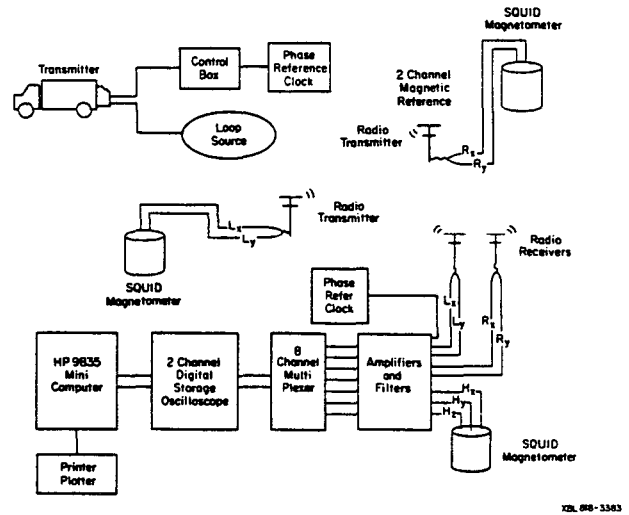 SQUID
Magnetometer
Transmitter
Control
Box
Phase
Reference
Clock
Loop
Source
2 Channel
Magnetic
Reference
Radio
Transmitter
Rx
Ry
Lx
Ly
Radio
Transmitter
SQUID
Magnetometer
Radio
Receivers
Phase
Refer
Clock
Lx
Ly
Rx
Ry
HP 9835
Mini
Computer
2 Channel
Digital
Storage
Oscilloscope
8
Channel
Multi
Plexer
Amplifiers
and
Filters
Hx
Hy
Hz
SQUID
Magnetometer
Printer
Plotter
XBL 818-3383